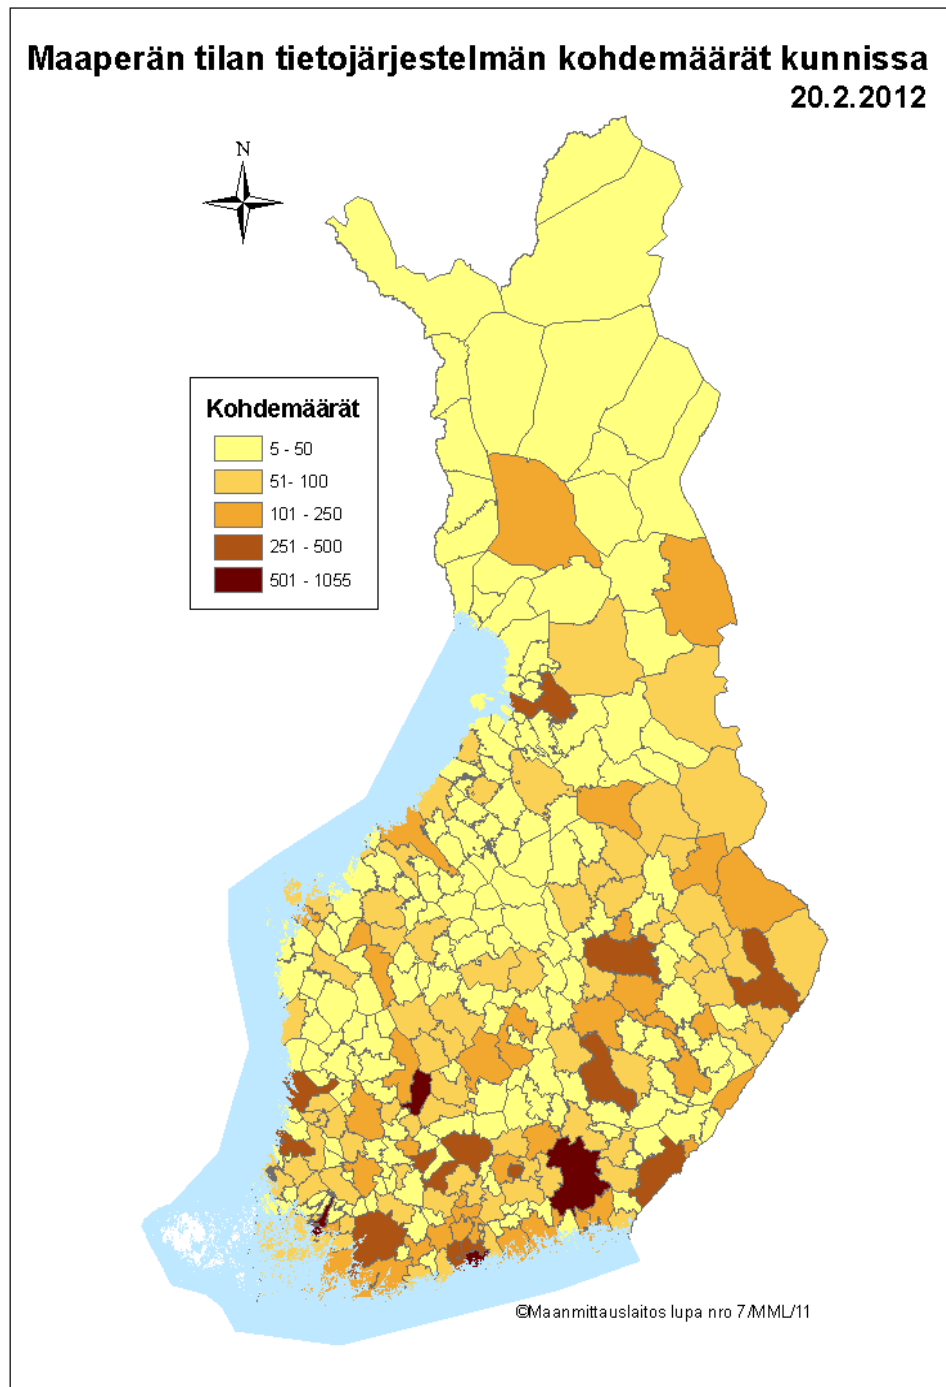 Maaperän tilan tietojärjestelmän kohdemäärät kunnissa
20.2.2012
N
Kohdemäärät
5 - 50
51- 100
101 - 250
251 - 500
501 - 1055
©Maanmittauslaitos lupa nro 7/MML/11